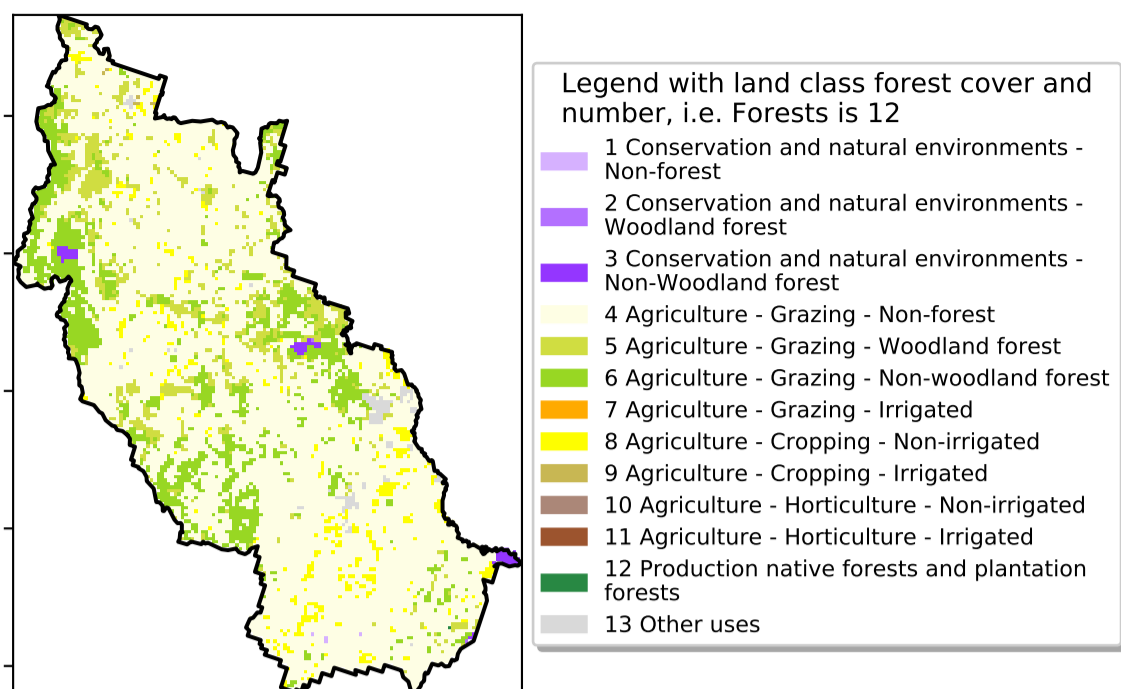 Legend with land class forest cover and
number, i.e. Forests is 12
1 Conservation and natural environments -
Non-forest
2 Conservation and natural environments -
Woodland forest
3 Conservation and natural environments -
Non-Woodland forest
4 Agriculture - Grazing - Non-forest
5 Agriculture - Grazing - Woodland forest
6 Agriculture - Grazing - Non-woodland forest
7 Agriculture - Grazing - Irrigated
8 Agriculture - Cropping - Non-irrigated
9 Agriculture - Cropping - Irrigated
10 Agriculture - Horticulture - Non-irrigated
11 Agriculture - Horticulture - Irrigated
12 Production native forests and plantation
forests
13 Other uses